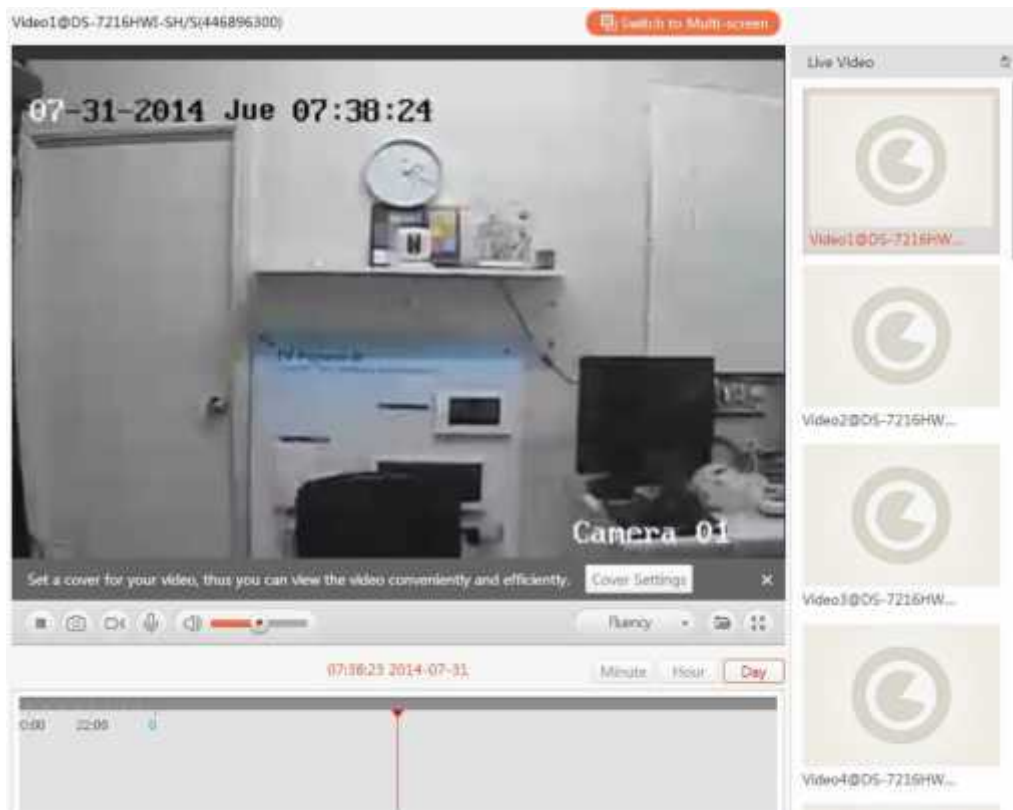 Video1@DS-7216HWI-SH/S(446896300)
Switch to Multi-screen
Live Video
07-31-2014 Jue 07:38:24
Video1@DS-7216HW...
Video2@DS-7216HW...
Camera 01
Set a cover for your video, thus you can view the video conveniently and efficiently.
Cover Settings
Video3@DS-7216HW...
Fluency
07:38:23 2014-07-31
Minute
Hour
Day
22:00
0
Video4@DS-7216HW...